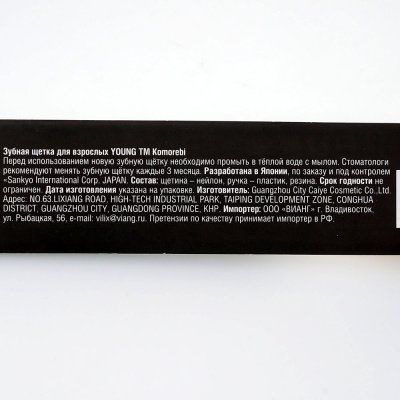 Зубная щетка для взрослых YOUNG TM Komorebi
Перед использованием новую зубную щётку необходимо промыть в тёплой воде с мылом. Стоматологи
рекомендуют менять зубную щётку каждые 3 месяца. Разработана в Японии, по заказу и под контролем
«Sankyo International Corp. JAPAN. Состав: щетина – нейлон, ручка – пластик, резина. Срок годности не
ограничен. Дата изготовления указана на упаковке. Изготовитель: Guangzhou City Caiye Cosmetic Co.,Ltd.
Адрес: NO.63.LIXIANG ROAD, HIGH-TECH INDUSTRIAL PARK, TAIPING DEVELOPMENT ZONE, CONGHUA
DISTRICT, GUANGZHOU CITY, GUANGDONG PROVINCE, КНР. Импортер: ООО «ВИАНГ» г. Владивосток,
ул. Рыбацкая, 56, e-mail: vilix@viang.ru. Претензии по качеству принимает импортер в РФ.